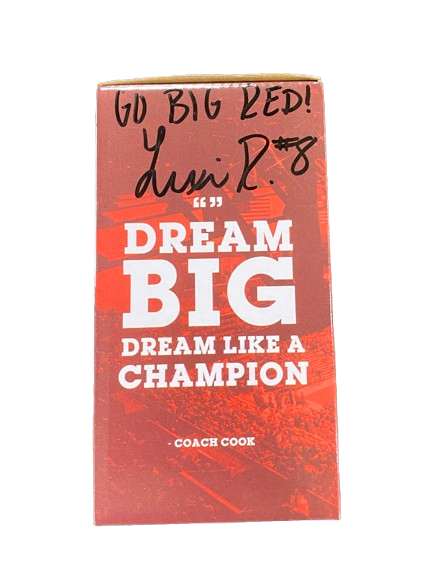 GO BIG RED!
Lexi R. #8
“ ”
DREAM
BIG
DREAM LIKE A
CHAMPION
- COACH COOK